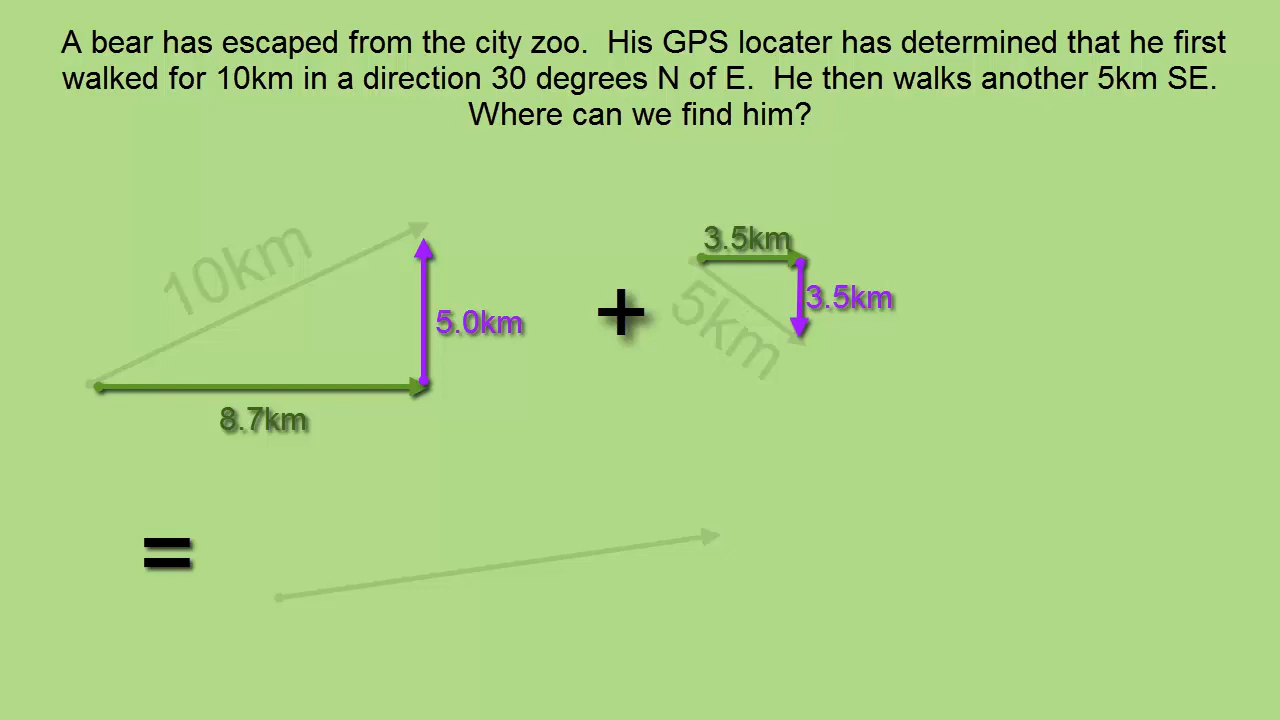 A bear has escaped from the city zoo. His GPS locater has determined that he first
walked for 10km in a direction 30 degrees N of E. He then walks another 5km SE.
Where can we find him?
10km
5.0km
8.7km
+
3.5km
3.5km
5km
=